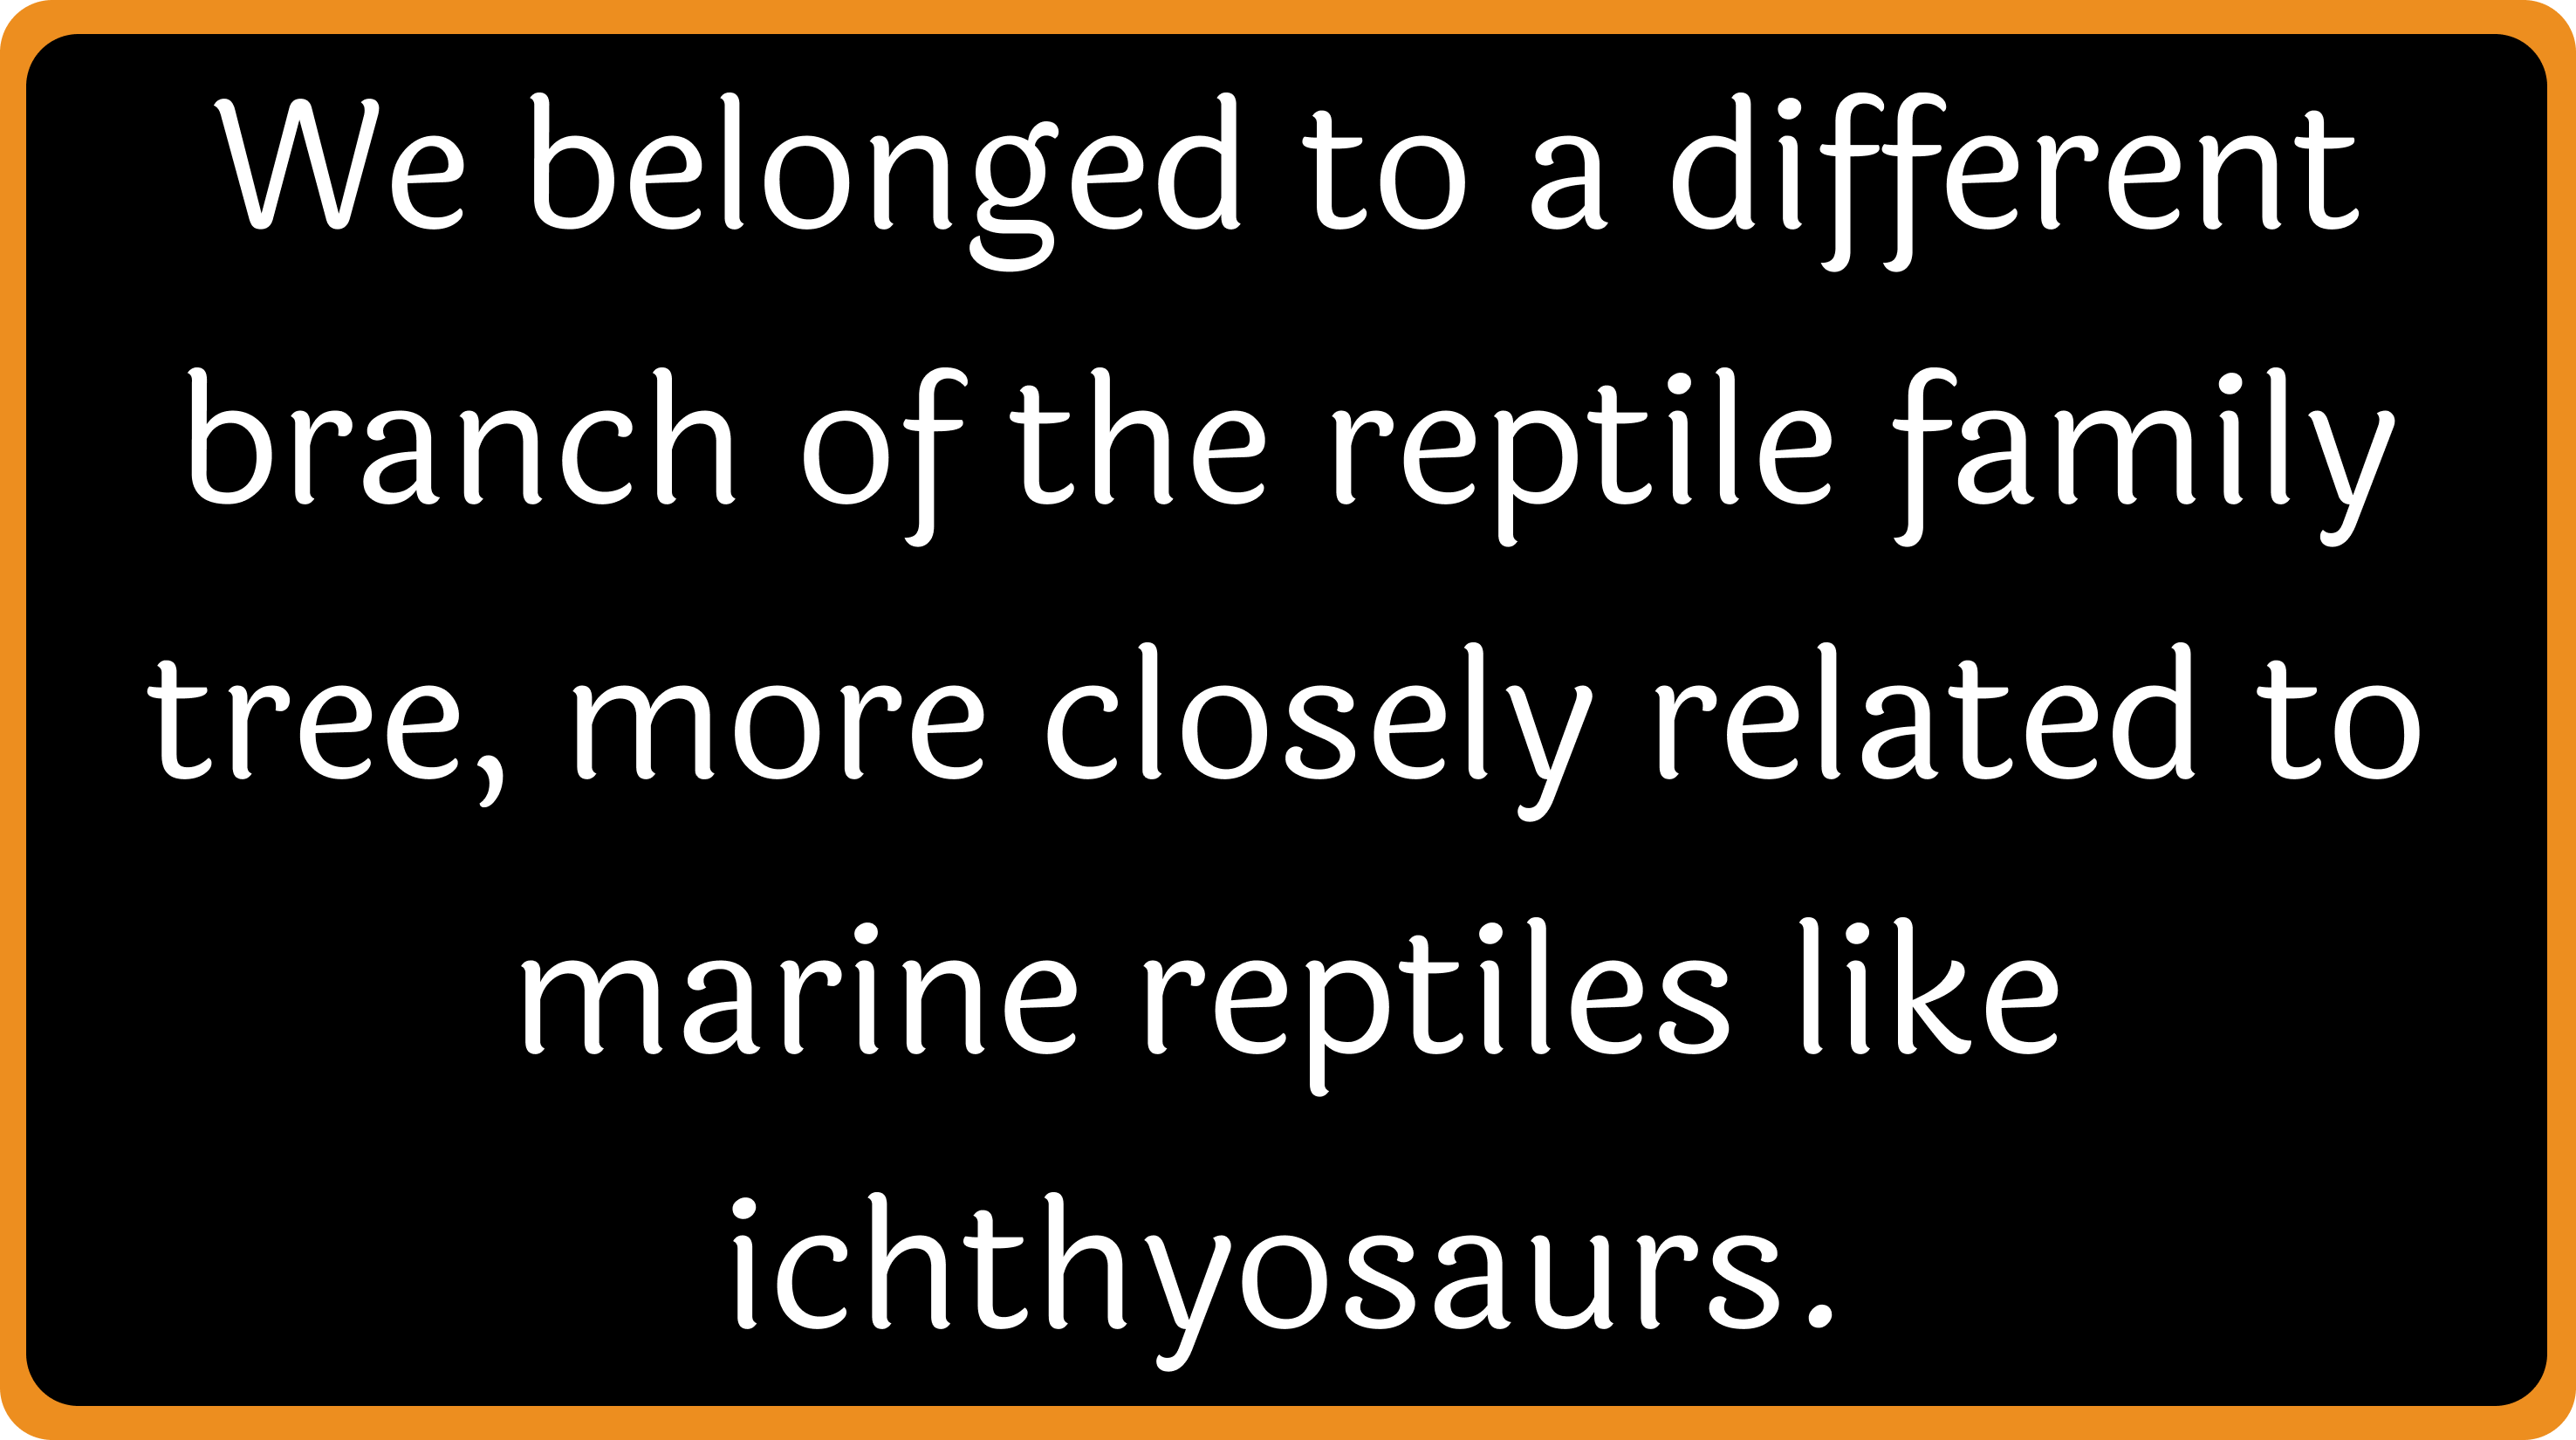 We belonged to a different
branch of the reptile family
tree, more closely related to
marine reptiles like
ichthyosaurs.